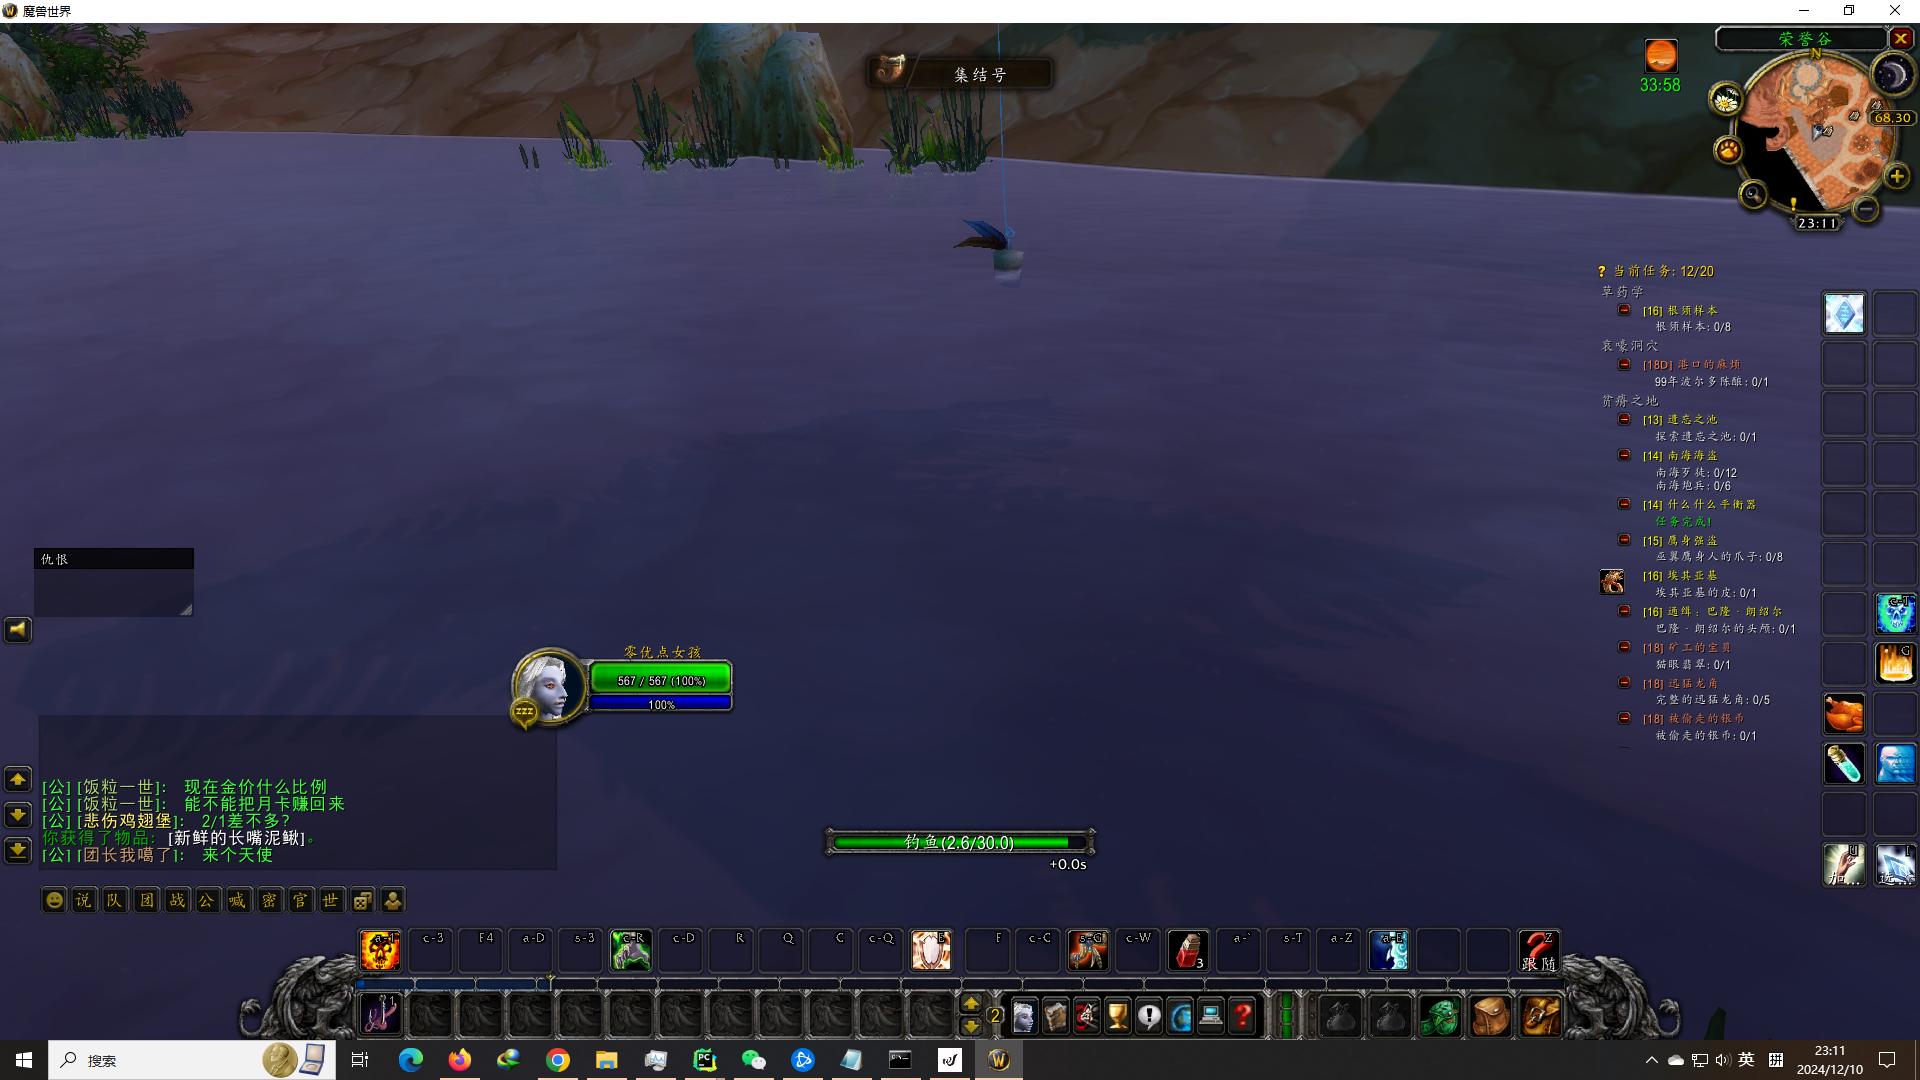 魔兽世界
集结号
33:58
荣誉谷
N
68,30
23:11
当前任务: 12/20
草药学
[16] 根须样本
根须样本: 0/8
哀嚎洞穴
[18D] 港口的麻烦
99年波尔多陈酿: 0/1
贫瘠之地
[13] 遗忘之池
探索遗忘之池: 0/1
[14] 南海海盗
南海歹徒: 0/12
南海炮兵: 0/6
[14] 什么什么平衡器
任务完成!
[15] 鹰身强盗
巫翼鹰身人的爪子: 0/8
[16] 埃其亚基
埃其亚基的皮: 0/1
[16] 通缉：巴隆·朗绍尔
巴隆·朗绍尔的头颅: 0/1
[18] 矿工的宝贝
猫眼翡翠: 0/1
[18] 迅猛龙角
完整的迅猛龙角: 0/5
[18] 被偷走的银币
被偷走的银币: 0/1
仇恨
零优点女孩
567 / 567 (100%)
100%
zzz
[公] [饭粒一世]： 现在金价什么比例
[公] [饭粒一世]： 能不能把月卡赚回来
[公] [悲伤鸡翅堡]： 2/1差不多?
你获得了物品: [新鲜的长嘴泥鳅]。
[公] [团长我噶了]： 来个天使
钓鱼(2.6/30.0)
+0.0s
说 队 团 战 公 喊 密 官 世
a-1 c-3 F4 a-D s-3 c-R c-D R Q C c-Q E F c-C s-G c-W 3 a-` s-T a-Z a-E Z
跟随
1
2
G
U
加...
选...
搜索
英
23:11
2024/12/10